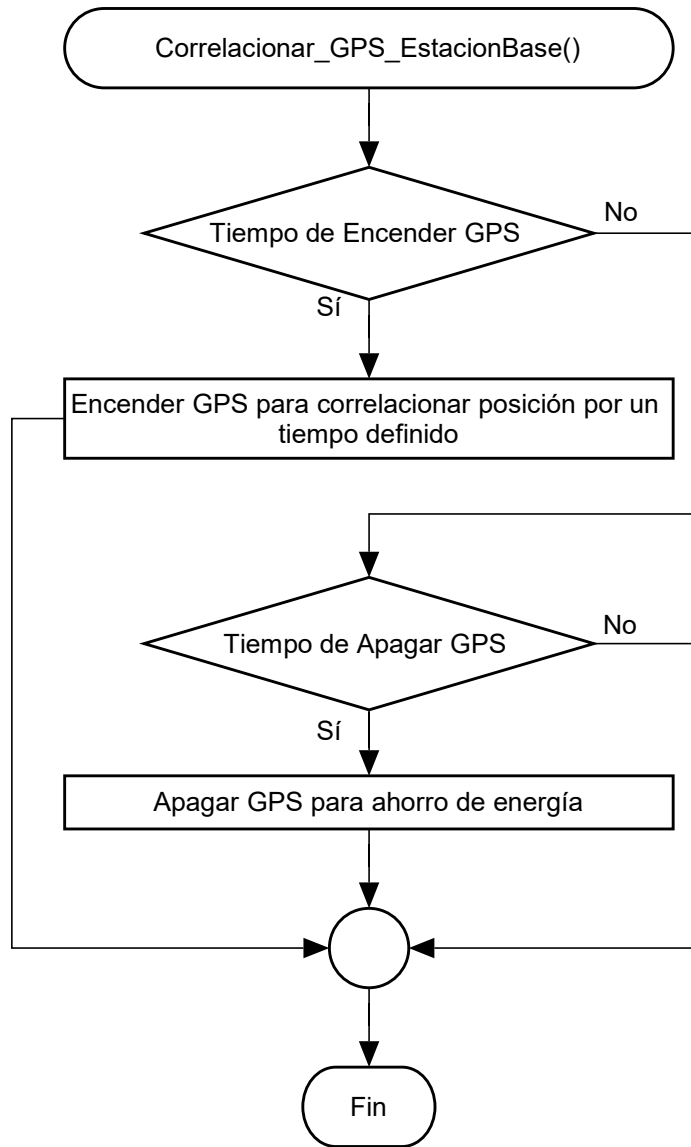 Correlacionar_GPS_EstacionBase()
Tiempo de Encender GPS
No
Sí
Encender GPS para correlacionar posición por un
tiempo definido
Tiempo de Apagar GPS
No
Sí
Apagar GPS para ahorro de energía
Fin